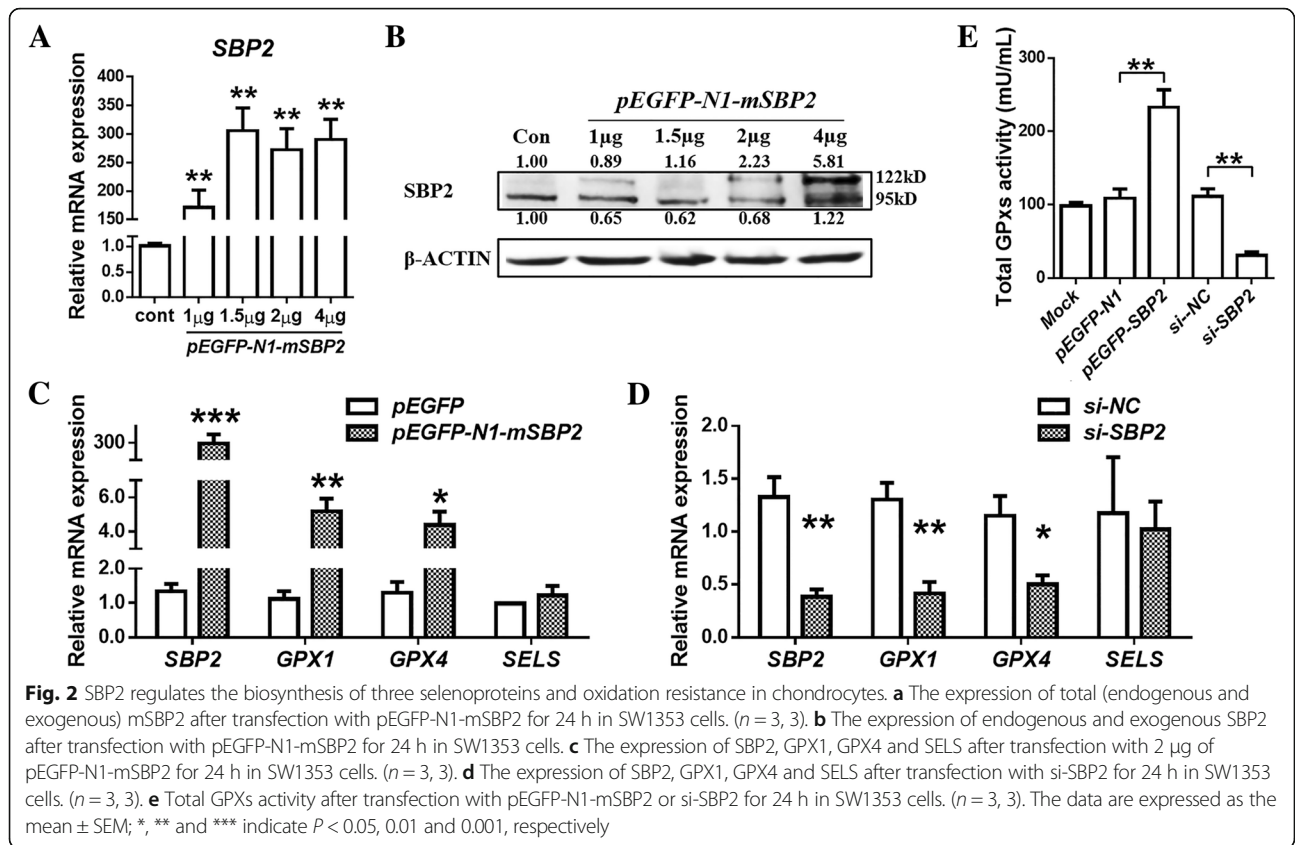 A
SBP2
Relative mRNA expression
400
350
300
250
200
150
1.0
0.5
0.0
**
**
**
**
cont
1μg
1.5μg
2μg
4μg
pEGFP-N1-mSBP2
B
pEGFP-N1-mSBP2
Con
1μg
1.5μg
2μg
4μg
1.00
0.89
1.16
2.23
5.81
SBP2
122kD
95kD
1.00
0.65
0.62
0.68
1.22
β-ACTIN
E
Total GPxs activity (mU/mL)
300
200
100
0
**
**
Mock
pEGFP-N1
pEGFP-SBP2
si--NC
si-SBP2
C
pEGFP
pEGFP-N1-mSBP2
Relative mRNA expression
300
6.0
4.0
2.0
1.0
0.0
***
**
*
SBP2
GPX1
GPX4
SELS
D
si-NC
si-SBP2
Relative mRNA expression
2.0
1.5
1.0
0.5
0.0
**
**
*
SBP2
GPX1
GPX4
SELS
Fig. 2 SBP2 regulates the biosynthesis of three selenoproteins and oxidation resistance in chondrocytes. a The expression of total (endogenous and
exogenous) mSBP2 after transfection with pEGFP-N1-mSBP2 for 24 h in SW1353 cells. (n = 3, 3). b The expression of endogenous and exogenous SBP2
after transfection with pEGFP-N1-mSBP2 for 24 h in SW1353 cells. c The expression of SBP2, GPX1, GPX4 and SELS after transfection with 2 μg of
pEGFP-N1-mSBP2 for 24 h in SW1353 cells. (n = 3, 3). d The expression of SBP2, GPX1, GPX4 and SELS after transfection with si-SBP2 for 24 h in SW1353
cells. (n = 3, 3). e Total GPXs activity after transfection with pEGFP-N1-mSBP2 or si-SBP2 for 24 h in SW1353 cells. (n = 3, 3). The data are expressed as the
mean ± SEM; *, ** and *** indicate P < 0.05, 0.01 and 0.001, respectively